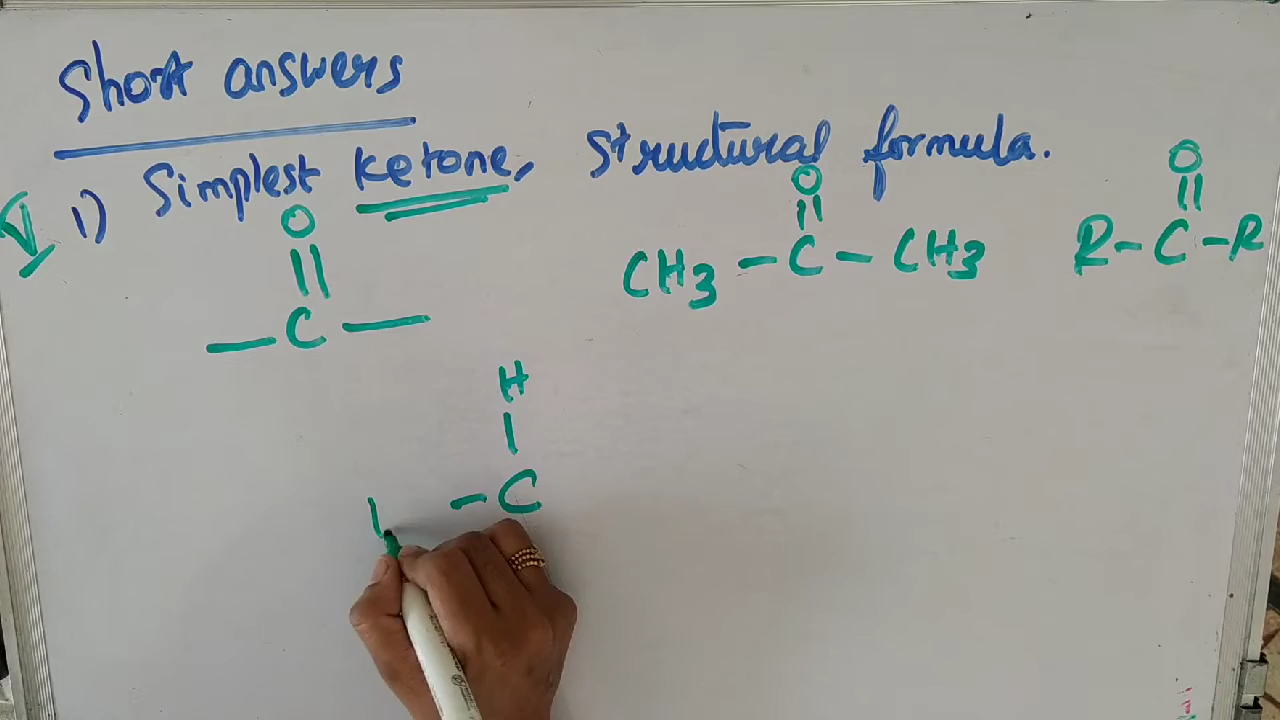 Short answers
1) Simplest ketone, structural formula.
O
||
— C —
O
||
CH3 — C — CH3
O
||
R — C — R
H
|
— C